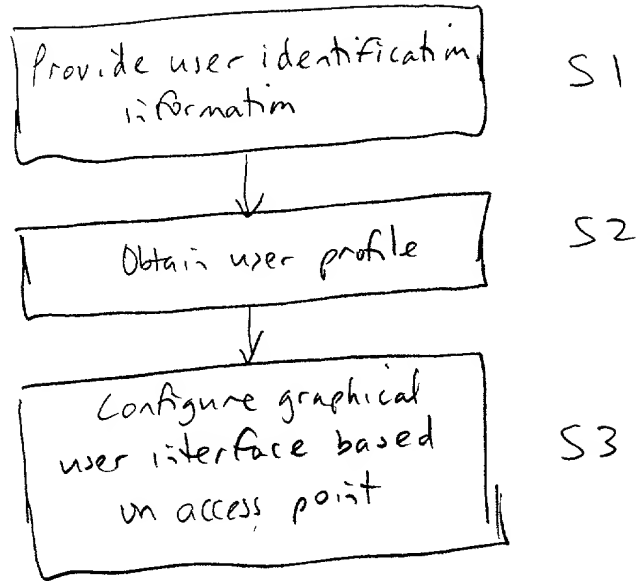 Provide user identification
information
S1
Obtain user profile
S2
Configure graphical
user interface based
on access point
S3